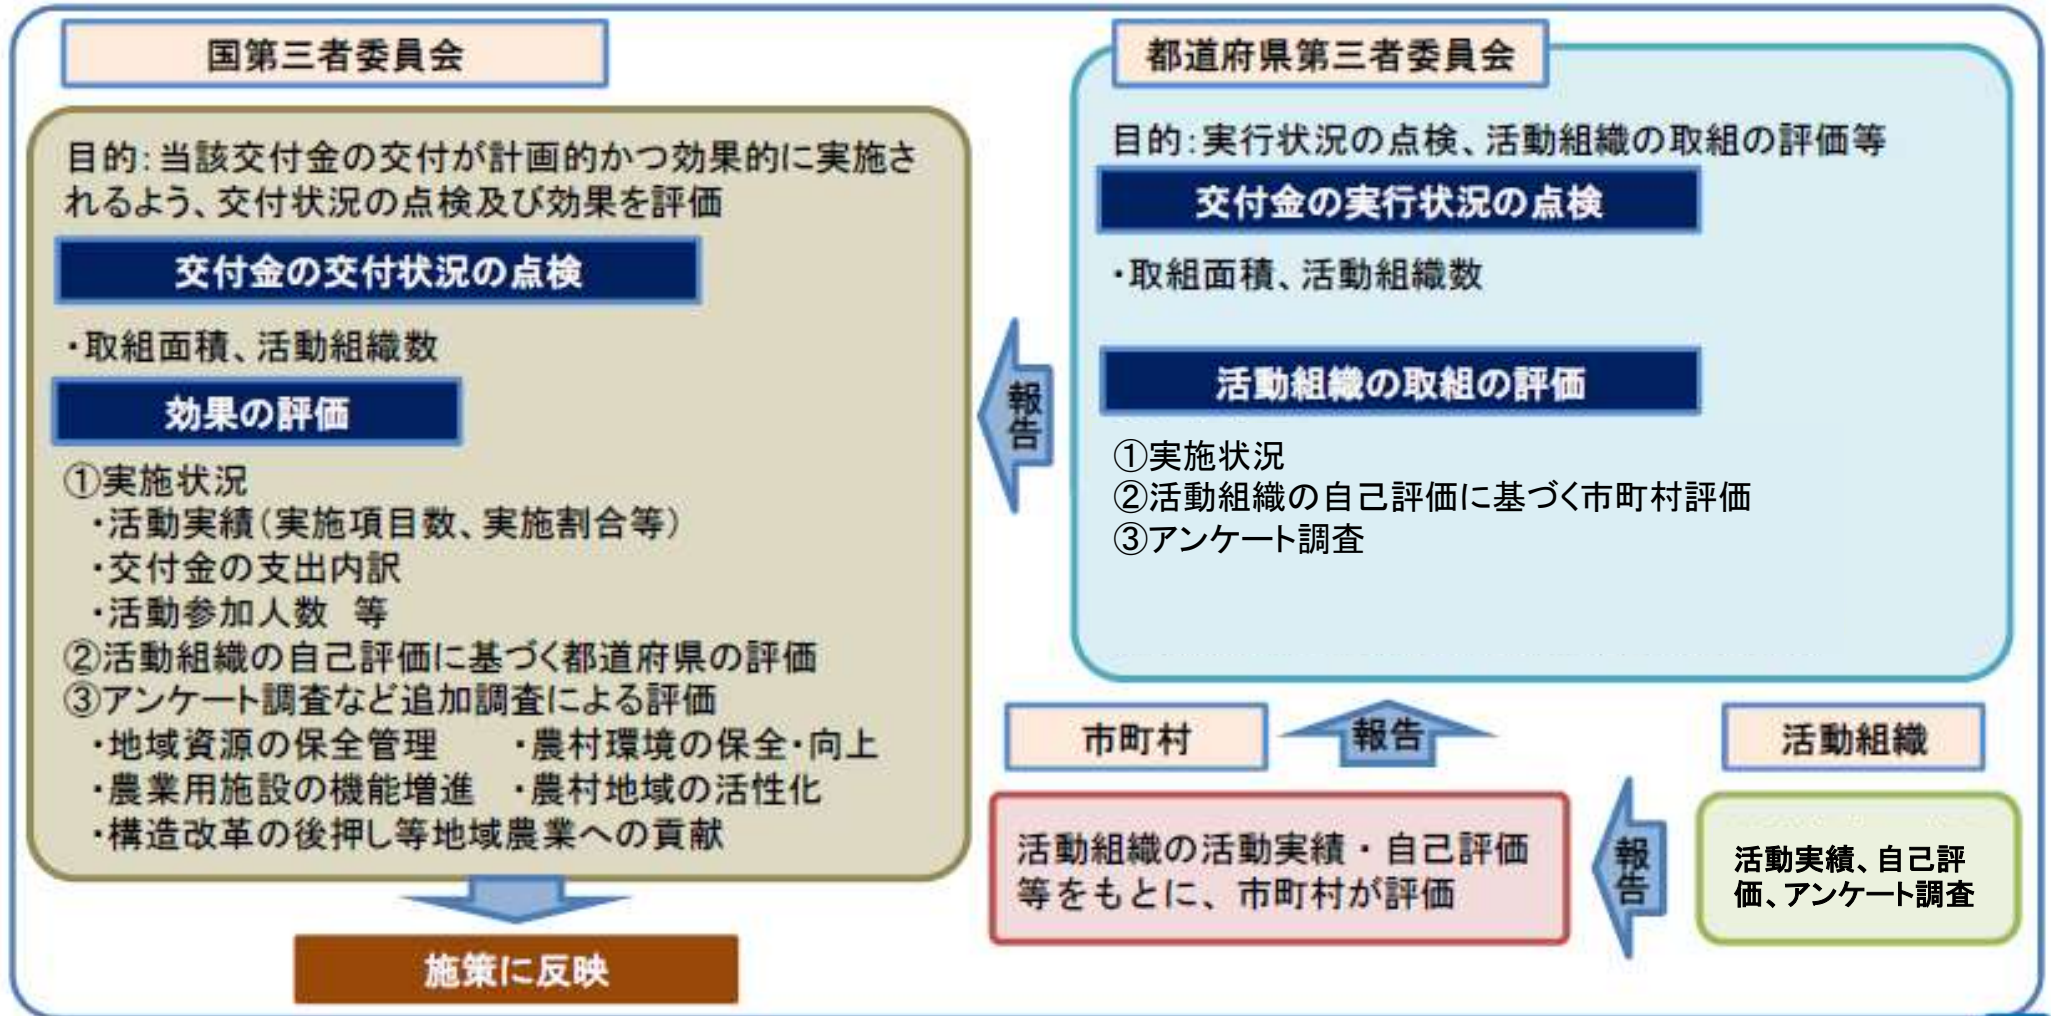 国第三者委員会
目的：当該交付金の交付が計画的かつ効果的に実施さ
れるよう、交付状況の点検及び効果を評価
交付金の交付状況の点検
・取組面積、活動組織数
効果の評価
①実施状況
・活動実績（実施項目数、実施割合等）
・交付金の支出内訳
・活動参加人数　等
②活動組織の自己評価に基づく都道府県の評価
③アンケート調査など追加調査による評価
・地域資源の保全管理　・農村環境の保全・向上
・農業用施設の機能増進　・農村地域の活性化
・構造改革の後押し等地域農業への貢献
施策に反映
報告
都道府県第三者委員会
目的：実行状況の点検、活動組織の取組の評価等
交付金の実行状況の点検
・取組面積、活動組織数
活動組織の取組の評価
①実施状況
②活動組織の自己評価に基づく市町村評価
③アンケート調査
市町村
報告
活動組織の活動実績・自己評価
等をもとに、市町村が評価
報告
活動組織
活動実績、自己評
価、アンケート調査